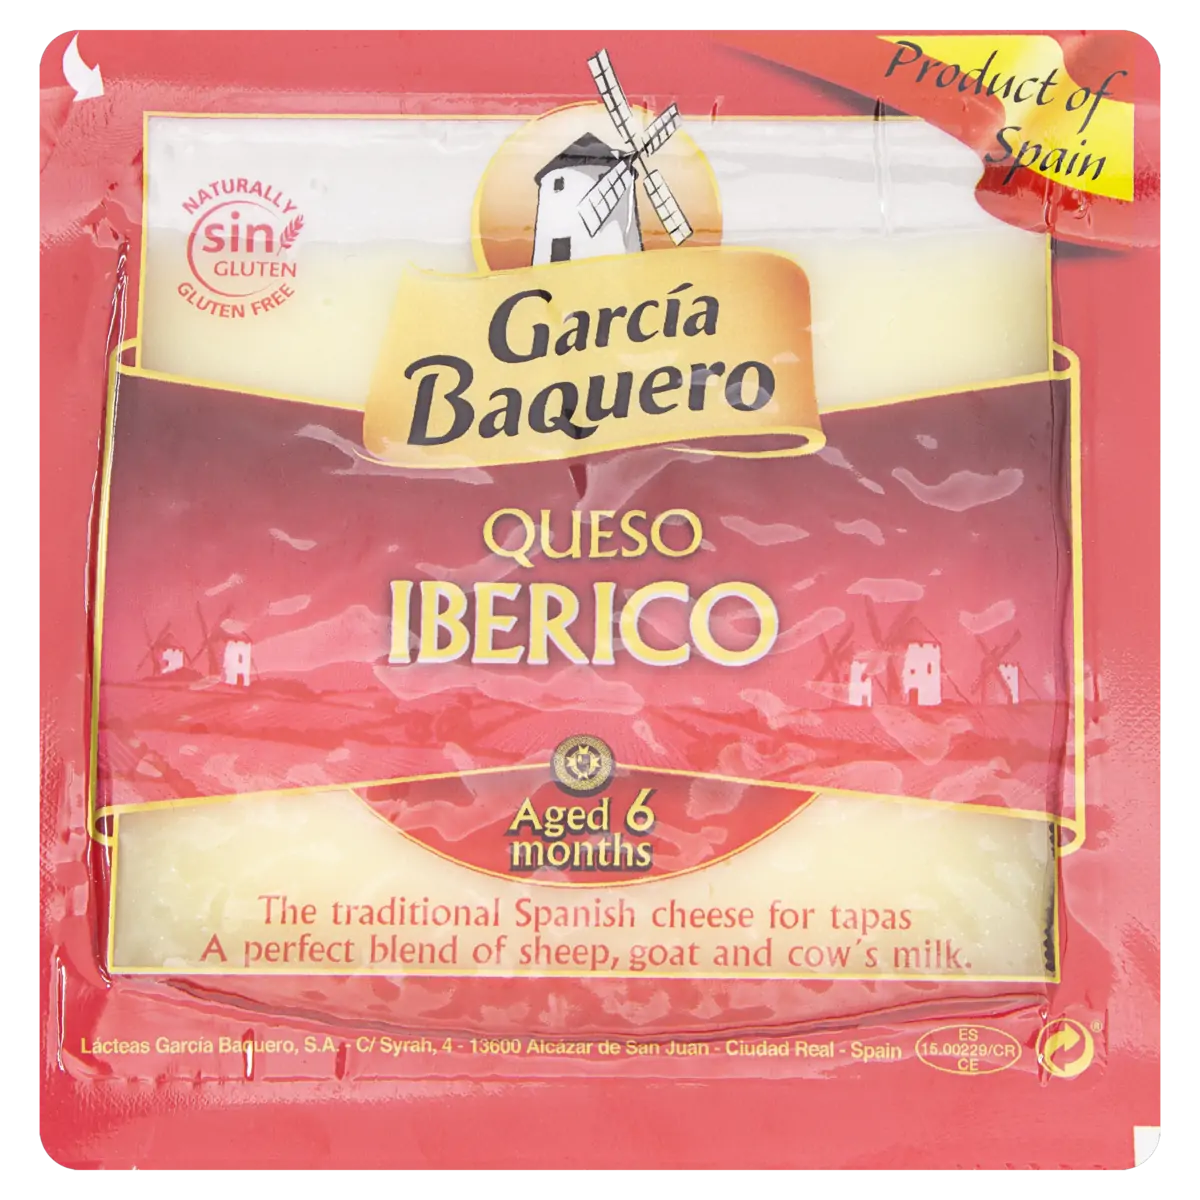 Product of
Spain
NATURALLY
sin
GLUTEN
GLUTEN FREE
García
Baquero
QUESO
IBERICO
Aged 6
months
The traditional Spanish cheese for tapas
A perfect blend of sheep, goat and cow's milk.
Lácteas García Baquero, S.A. - C/ Syrah, 4 - 13600 Alcázar de San Juan - Ciudad Real - Spain
ES
15.00229/CR
CE
®